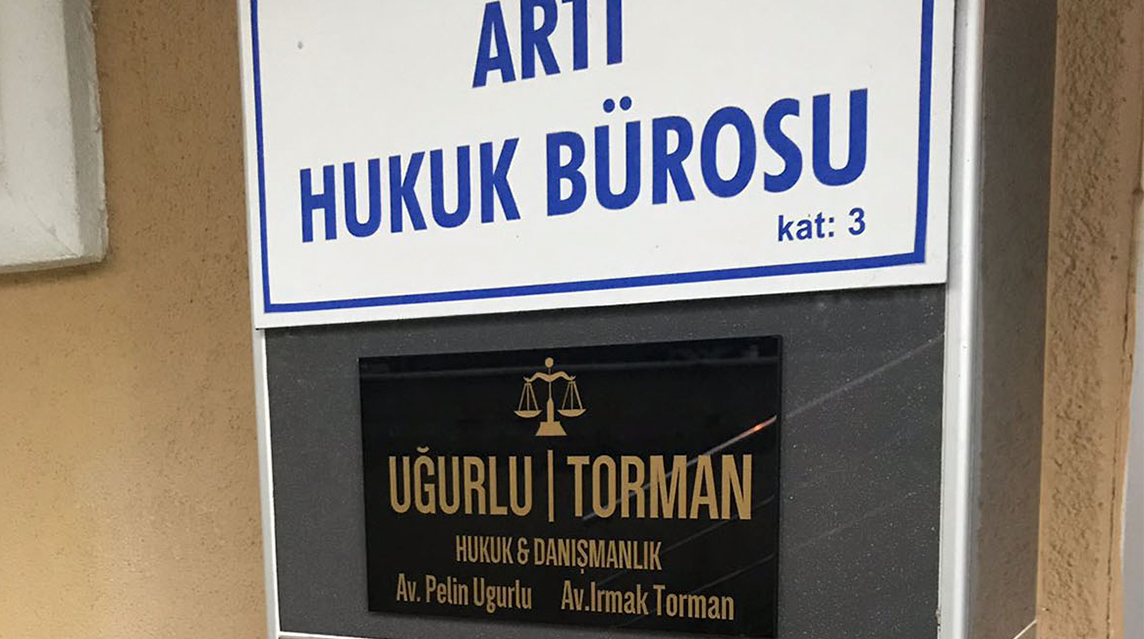 ARTI
HUKUK BÜROSU
kat: 3
UĞURLU | TORMAN
HUKUK & DANIŞMANLIK
Av. Pelin Ugurlu Av.Irmak Torman